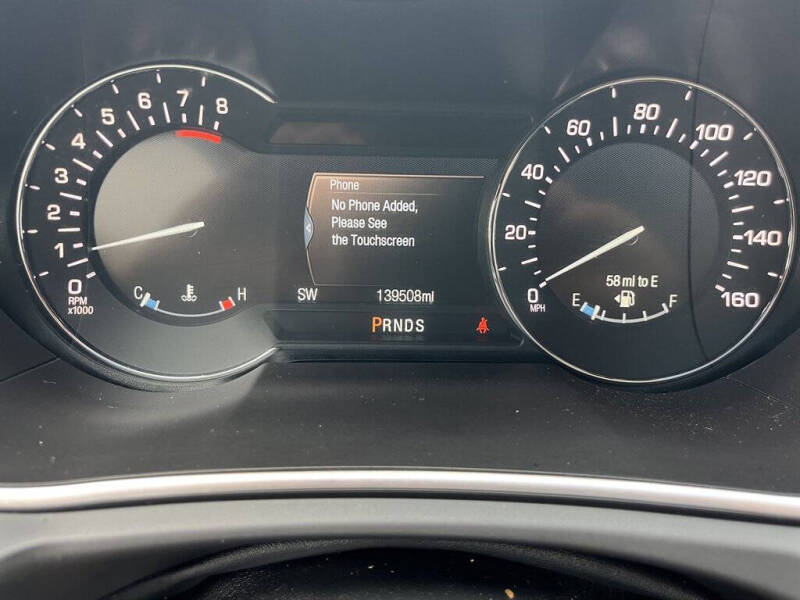 8
7
6
5
4
3
2
1
0
RPM
x1000
C
H
Phone
No Phone Added,
Please See
the Touchscreen
SW
139508mi
PRNDS
80
60
100
40
120
20
140
0
160
MPH
58 mi to E
E
F